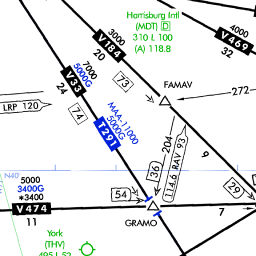 Harrisburg Intl
(MDT) D
310 L 100
(A) 118.8
4000
V469
32
3000
V184
20
7000
5000G
V33
24
73
FAMAV
272
LRP 120
74
MAA-11000
5000G
T291
204
114.6 RAV 93
36
9
N40
5000
3400G
*3400
V474
11
54
GRAMO
7
29
York
(THV)